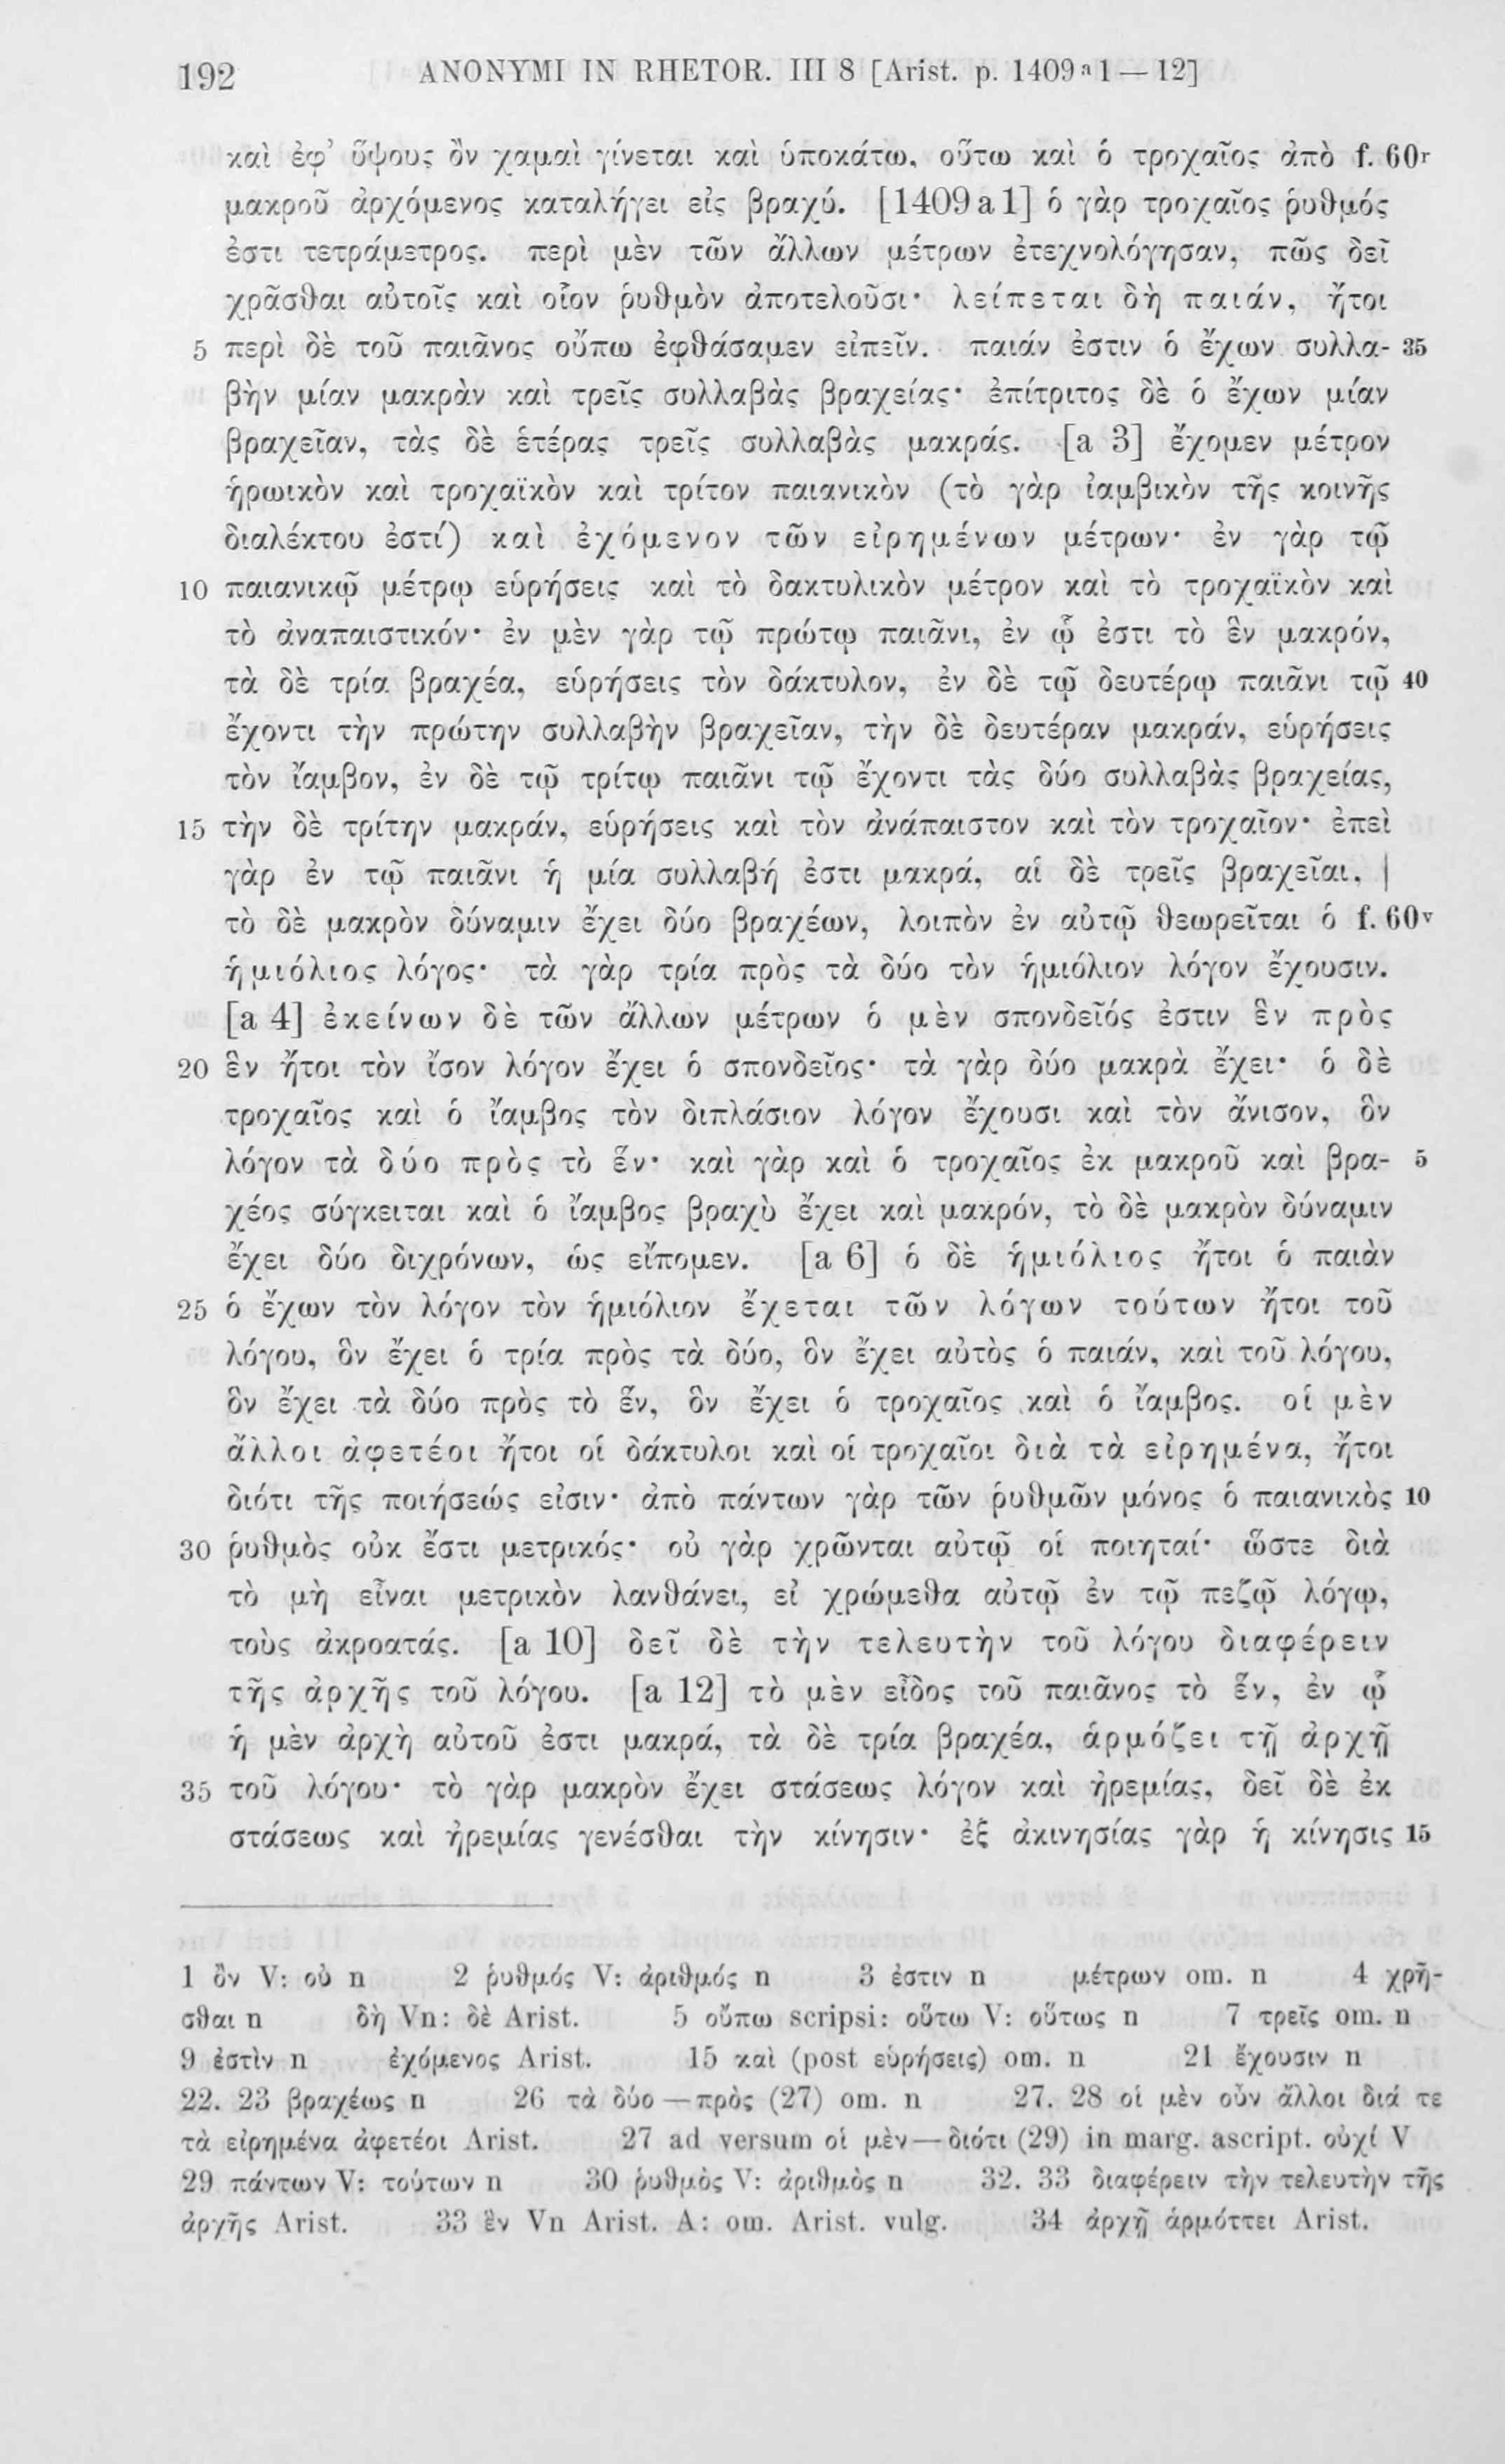 192 ANONYMI IN RHETOR. III 8 [Arist. p. 1409ᵃ1 — 12]
καὶ ἐφ’ ὕψους ὂν χαμαὶ γίνεται καὶ ὑποκάτω, οὕτω καὶ ὁ τροχαῖος ἀπὸ f. 60ʳ
μακροῦ ἀρχόμενος καταλήγει εἰς βραχύ. [1409 a 1] ὁ γὰρ τροχαῖος ῥυθμός
ἐστι τετράμετρος. περὶ μὲν τῶν ἄλλων μέτρων ἐτεχνολόγησαν, πῶς δεῖ
χρᾶσθαι αὐτοῖς καὶ οἷον ῥυθμὸν ἀποτελοῦσι· λείπεται δὴ παιάν, ἤτοι
5 περὶ δὲ τοῦ παιᾶνος οὔπω ἐφθάσαμεν εἰπεῖν. παιάν ἐστιν ὁ ἔχων συλλα- 35
βὴν μίαν μακρὰν καὶ τρεῖς συλλαβὰς βραχείας· ἐπίτριτος δὲ ὁ ἔχων μίαν
βραχεῖαν, τὰς δὲ ἑτέρας τρεῖς συλλαβὰς μακράς. [a 3] ἔχομεν μέτρον
ἡρωικὸν καὶ τροχαϊκὸν καὶ τρίτον παιανικὸν (τὸ γὰρ ἰαμβικὸν τῆς κοινῆς
διαλέκτου ἐστί) καὶ ἐχόμενον τῶν εἰρημένων μέτρων· ἐν γὰρ τῷ
10 παιανικῷ μέτρῳ εὑρήσεις καὶ τὸ δακτυλικὸν μέτρον καὶ τὸ τροχαϊκὸν καὶ
τὸ ἀναπαιστικόν· ἐν μὲν γὰρ τῷ πρώτῳ παιᾶνι, ἐν ᾧ ἐστι τὸ ἓν μακρόν,
τὰ δὲ τρία βραχέα, εὑρήσεις τὸν δάκτυλον, ἐν δὲ τῷ δευτέρῳ παιᾶνι τῷ 40
ἔχοντι τὴν πρώτην συλλαβὴν βραχεῖαν, τὴν δὲ δευτέραν μακράν, εὑρήσεις
τὸν ἴαμβον, ἐν δὲ τῷ τρίτῳ παιᾶνι τῷ ἔχοντι τὰς δύο συλλαβὰς βραχείας,
15 τὴν δὲ τρίτην μακράν, εὑρήσεις καὶ τὸν ἀνάπαιστον καὶ τὸν τροχαῖον· ἐπεὶ
γὰρ ἐν τῷ παιᾶνι ἡ μία συλλαβή ἐστι μακρά, αἱ δὲ τρεῖς βραχεῖαι, |
τὸ δὲ μακρὸν δύναμιν ἔχει δύο βραχέων, λοιπὸν ἐν αὐτῷ θεωρεῖται ὁ f. 60ᵛ
ἡμιόλιος λόγος· τὰ γὰρ τρία πρὸς τὰ δύο τὸν ἡμιόλιον λόγον ἔχουσιν.
[a 4] ἐκείνων δὲ τῶν ἄλλων μέτρων ὁ μὲν σπονδεῖός ἐστιν ἓν πρὸς
20 ἓν ἤτοι τὸν ἴσον λόγον ἔχει ὁ σπονδεῖος· τὰ γὰρ δύο μακρὰ ἔχει· ὁ δὲ
τροχαῖος καὶ ὁ ἴαμβος τὸν διπλάσιον λόγον ἔχουσι καὶ τὸν ἄνισον, ὃν
λόγον τὰ δύο πρὸς τὸ ἕν· καὶ γὰρ καὶ ὁ τροχαῖος ἐκ μακροῦ καὶ βρα- 5
χέος σύγκειται καὶ ὁ ἴαμβος βραχὺ ἔχει καὶ μακρόν, τὸ δὲ μακρὸν δύναμιν
ἔχει δύο διχρόνων, ὡς εἴπομεν. [a 6] ὁ δὲ ἡμιόλιος ἤτοι ὁ παιὰν
25 ὁ ἔχων τὸν λόγον τὸν ἡμιόλιον ἔχεται τῶν λόγων τούτων ἤτοι τοῦ
λόγου, ὃν ἔχει ὁ τρία πρὸς τὰ δύο, ὃν ἔχει αὐτὸς ὁ παιάν, καὶ τοῦ λόγου,
ὃν ἔχει τὰ δύο πρὸς τὸ ἕν, ὃν ἔχει ὁ τροχαῖος καὶ ὁ ἴαμβος. οἱ μὲν
ἄλλοι ἀφετέοι ἤτοι οἱ δάκτυλοι καὶ οἱ τροχαῖοι διὰ τὰ εἰρημένα, ἤτοι
διότι τῆς ποιήσεώς εἰσιν· ἀπὸ πάντων γὰρ τῶν ῥυθμῶν μόνος ὁ παιανικὸς 10
30 ῥυθμὸς οὐκ ἔστι μετρικός· οὐ γὰρ χρῶνται αὐτῷ οἱ ποιηταί· ὥστε διὰ
τὸ μὴ εἶναι μετρικὸν λανθάνει, εἰ χρώμεθα αὐτῷ ἐν τῷ πεζῷ λόγῳ,
τοὺς ἀκροατάς. [a 10] δεῖ δὲ τὴν τελευτὴν τοῦ λόγου διαφέρειν
τῆς ἀρχῆς τοῦ λόγου. [a 12] τὸ μὲν εἶδος τοῦ παιᾶνος τὸ ἕν, ἐν ᾧ
ἡ μὲν ἀρχὴ αὐτοῦ ἐστι μακρά, τὰ δὲ τρία βραχέα, ἁρμόζει τῇ ἀρχῇ
35 τοῦ λόγου· τὸ γὰρ μακρὸν ἔχει στάσεως λόγον καὶ ἠρεμίας, δεῖ δὲ ἐκ
στάσεως καὶ ἠρεμίας γενέσθαι τὴν κίνησιν· ἐξ ἀκινησίας γὰρ ἡ κίνησις 15
1 ὂν V: οὐ n 2 ῥυθμός V: ἀριθμός n 3 ἐστιν n μέτρων om. n 4 χρῆ-
σθαι n δὴ Vn: δὲ Arist. 5 οὔπω scripsi: οὕτω V: οὕτως n 7 τρεῖς om. n
9 ἐστὶν n ἐχόμενος Arist. 15 καὶ (post εὑρήσεις) om. n 21 ἔχουσιν n
22. 23 βραχέως n 26 τὰ δύο — πρὸς (27) om. n 27. 28 οἱ μὲν οὖν ἄλλοι διά τε
τὰ εἰρημένα ἀφετέοι Arist. 27 ad versum οἱ μὲν — διότι (29) in marg. ascript. οὐχί V
29 πάντων V: τούτων n 30 ῥυθμὸς V: ἀριθμὸς n 32. 33 διαφέρειν τὴν τελευτὴν τῆς
ἀρχῆς Arist. 33 ἓν Vn Arist. A: om. Arist. vulg. 34 ἀρχῇ ἁρμόττει Arist.